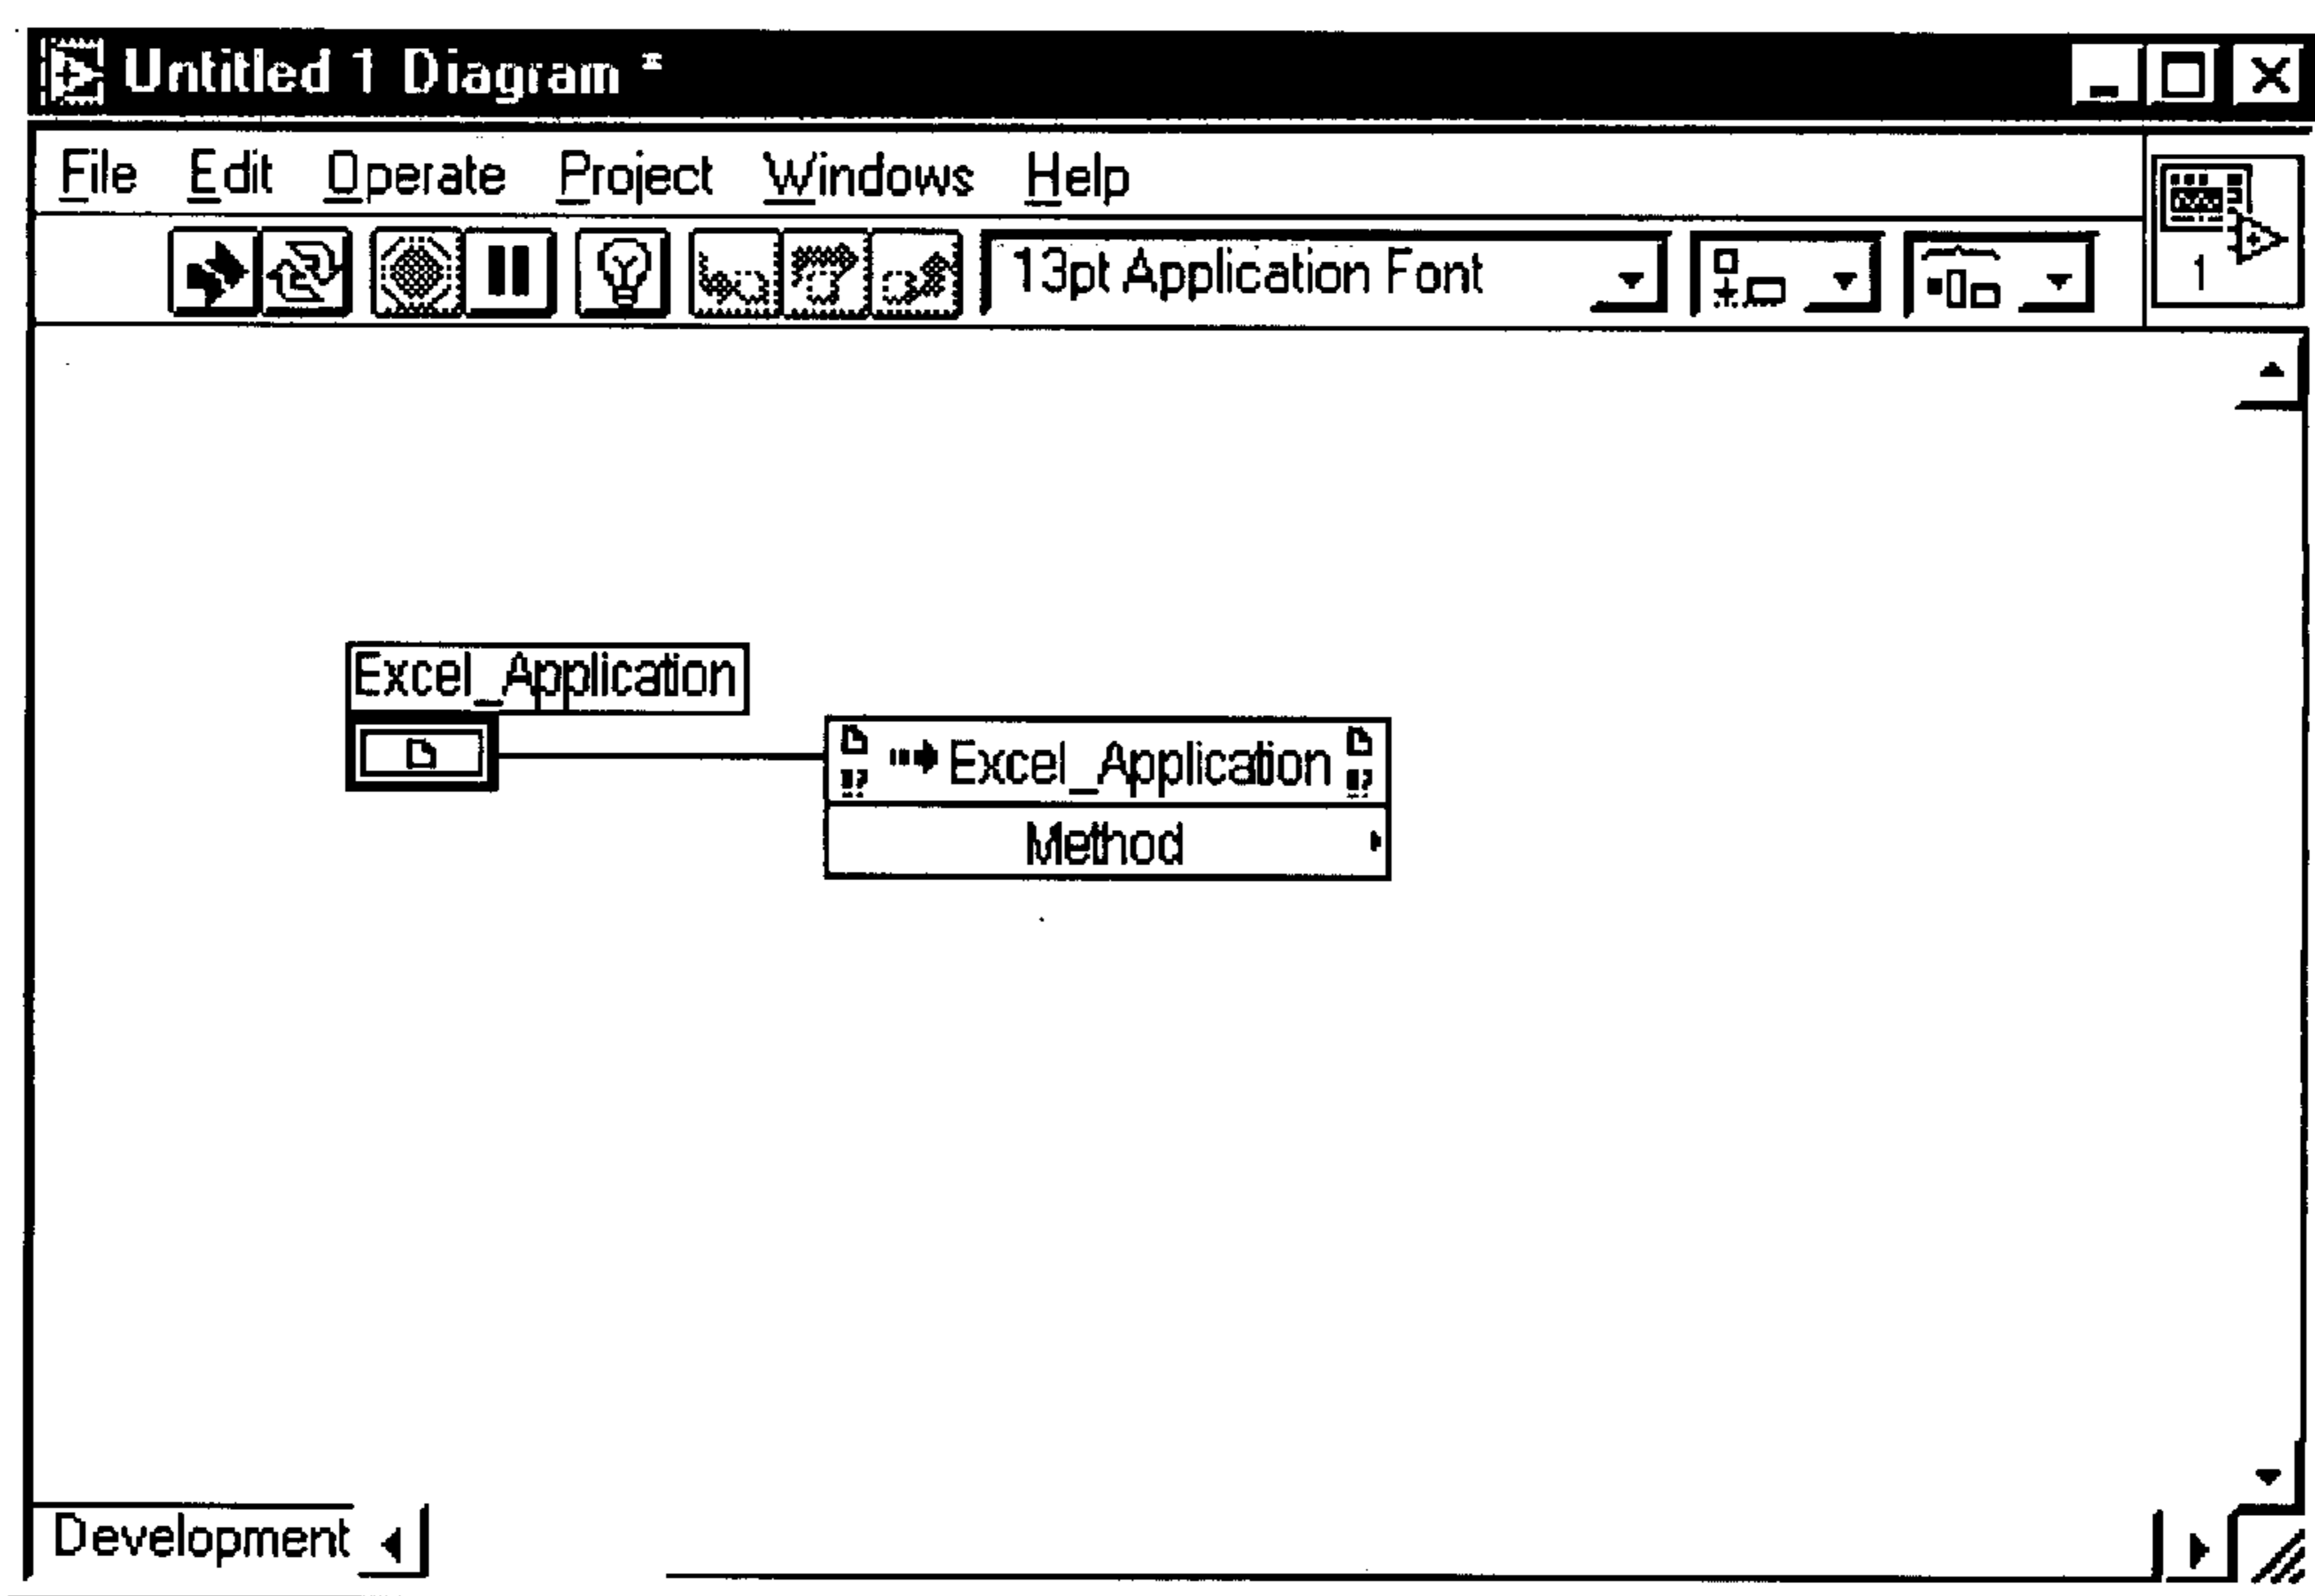 Untitled 1 Diagram *
File Edit Operate Project Windows Help
13pt Application Font
1
Excel_Application
Excel_Application
Method
Development